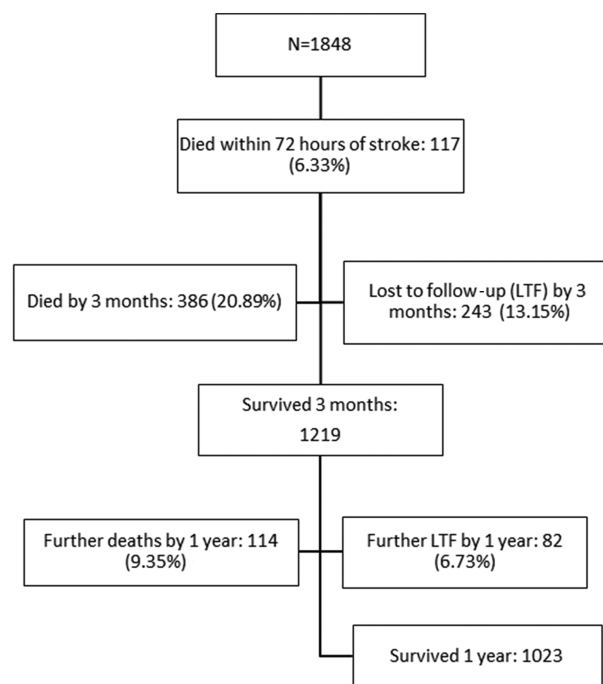 N=1848
Died within 72 hours of stroke: 117
(6.33%)
Died by 3 months: 386 (20.89%)
Lost to follow-up (LTF) by 3
months: 243 (13.15%)
Survived 3 months:
1219
Further deaths by 1 year: 114
(9.35%)
Further LTF by 1 year: 82
(6.73%)
Survived 1 year: 1023